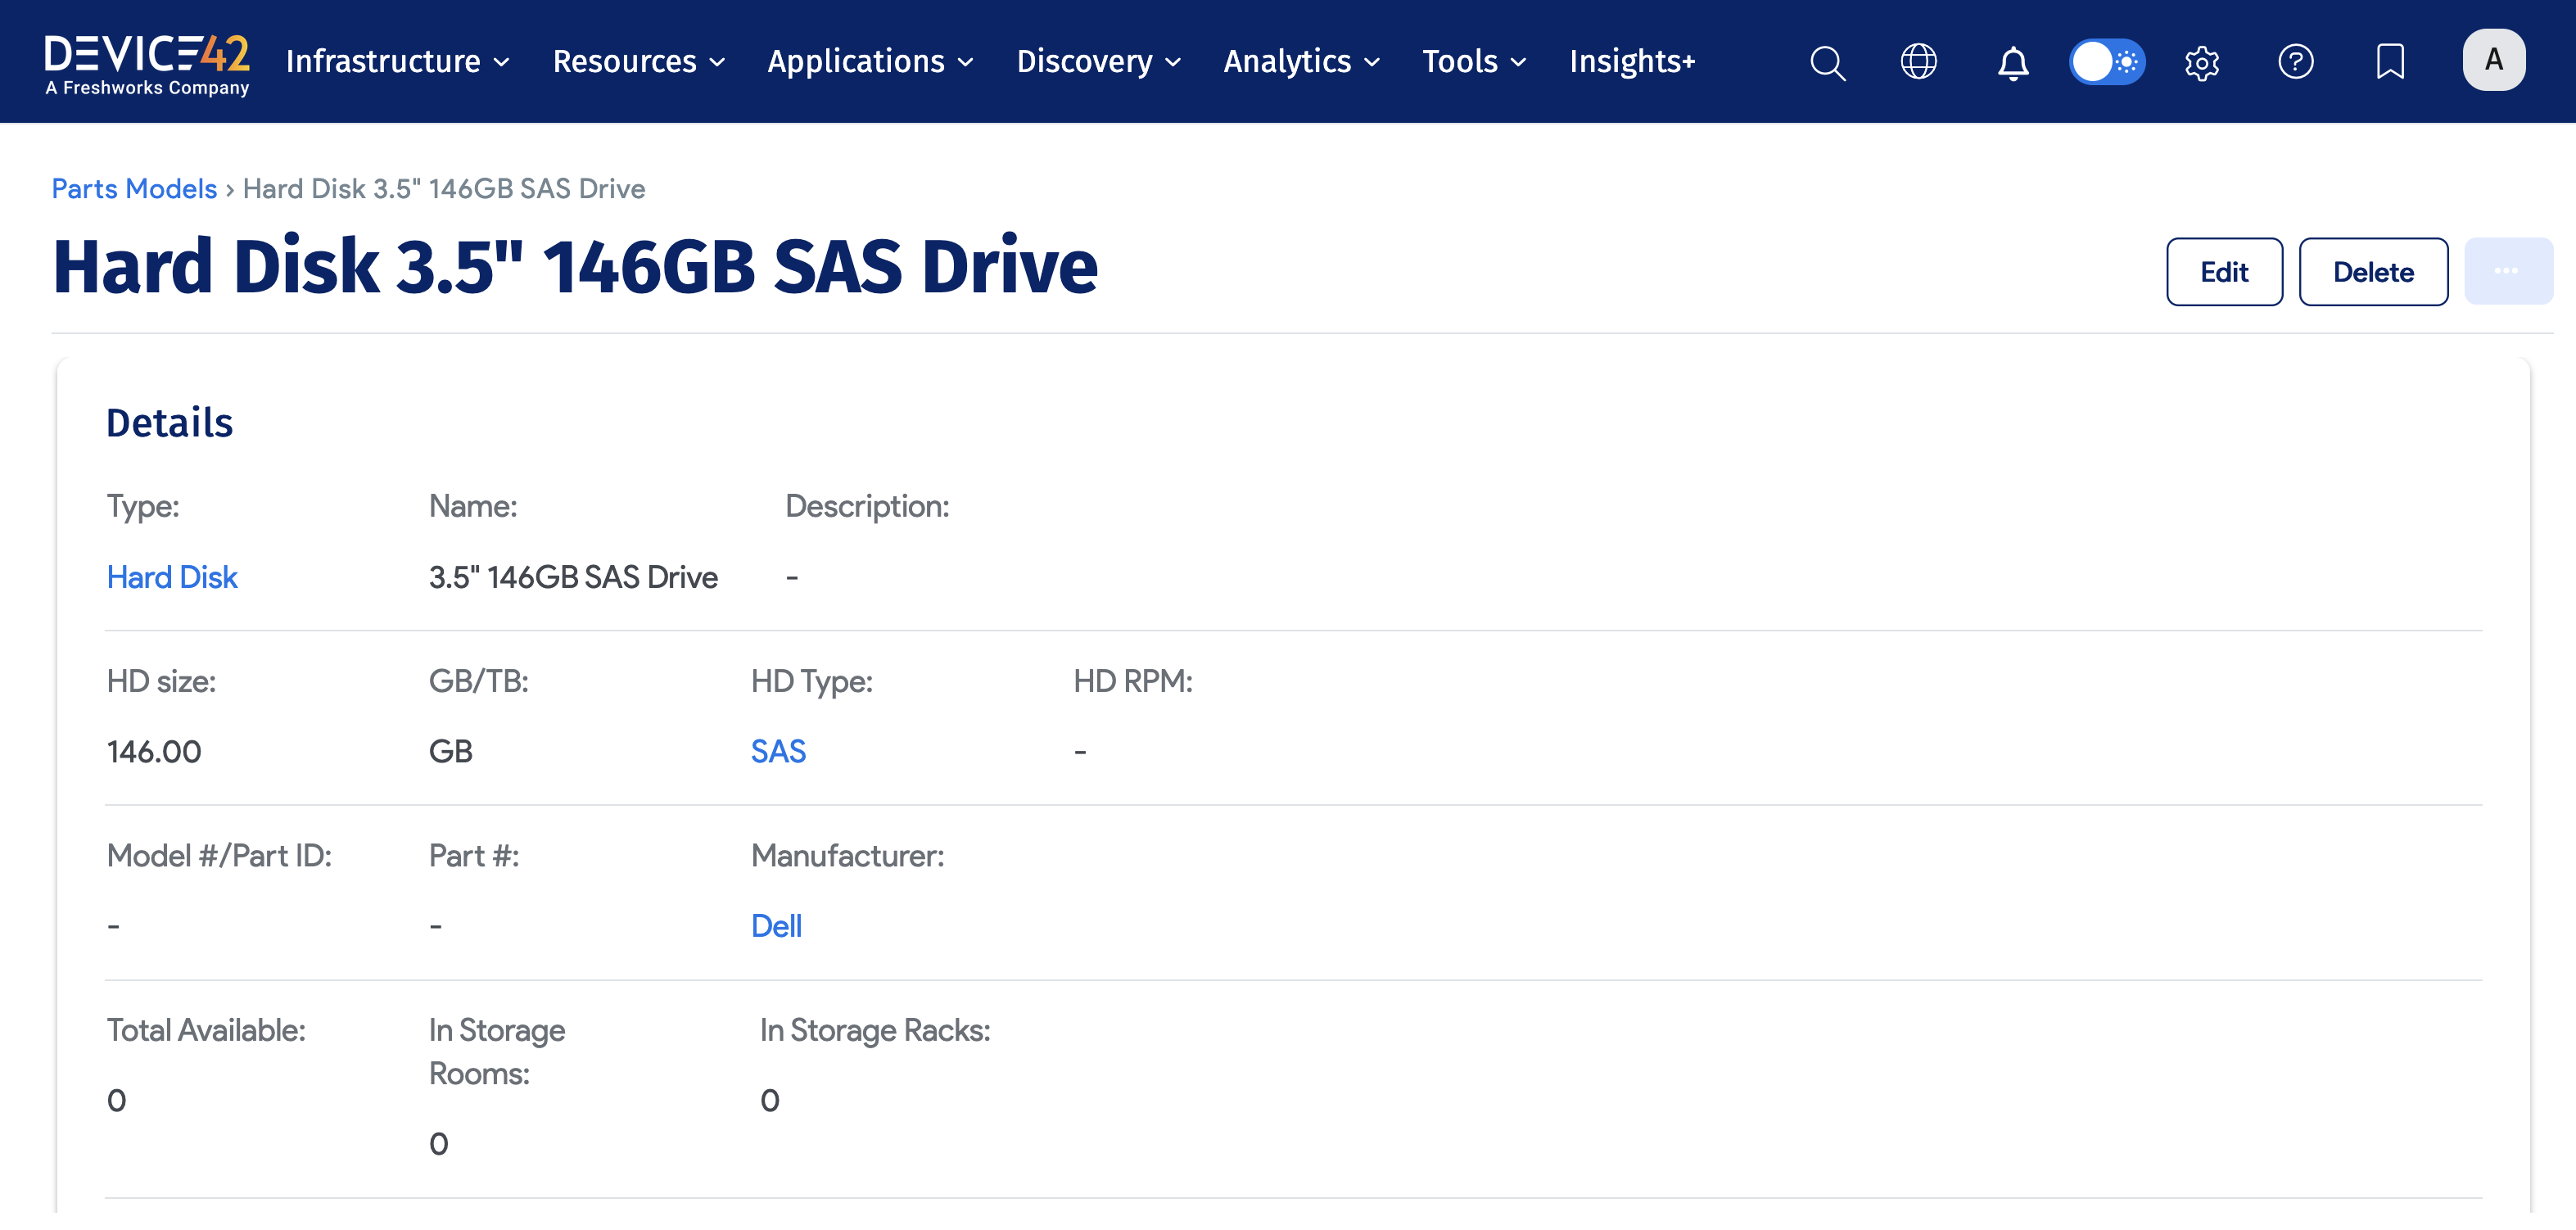 DEVICE42
A Freshworks Company
Infrastructure Resources Applications Discovery Analytics Tools Insights+ A
Parts Models › Hard Disk 3.5" 146GB SAS Drive
Hard Disk 3.5" 146GB SAS Drive
Edit Delete ...
Details
Type: Name: Description:
Hard Disk 3.5" 146GB SAS Drive -
HD size: GB/TB: HD Type: HD RPM:
146.00 GB SAS -
Model #/Part ID: Part #: Manufacturer:
- - Dell
Total Available: In Storage Rooms: In Storage Racks:
0 0 0